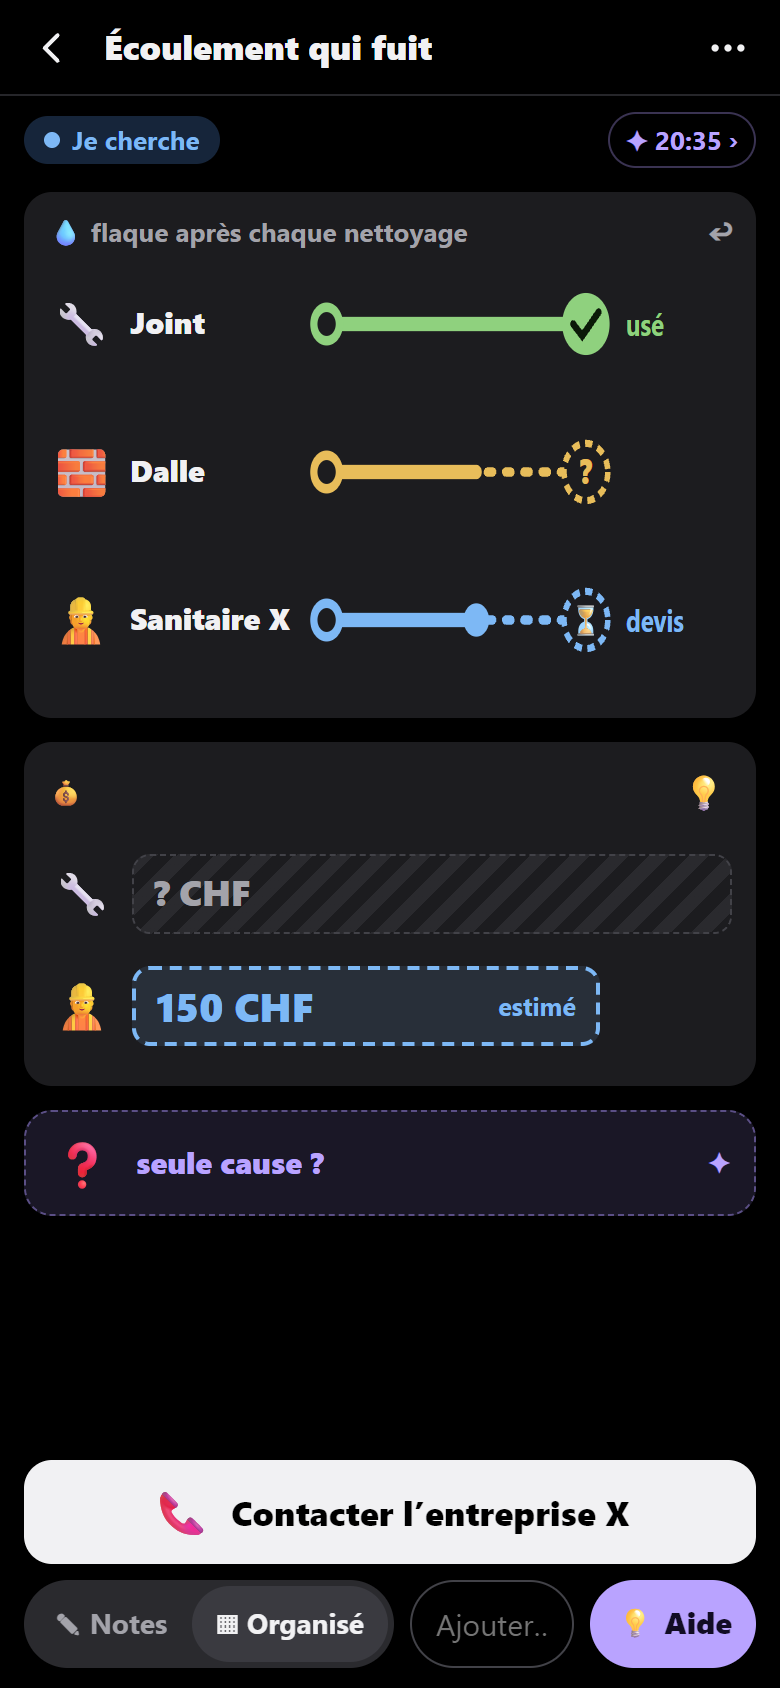 Écoulement qui fuit
Je cherche
20:35 ›
flaque après chaque nettoyage
Joint
usé
Dalle
?
Sanitaire X
devis
? CHF
150 CHF
estimé
seule cause ?
Contacter l’entreprise X
Notes
Organisé
Ajouter..
Aide